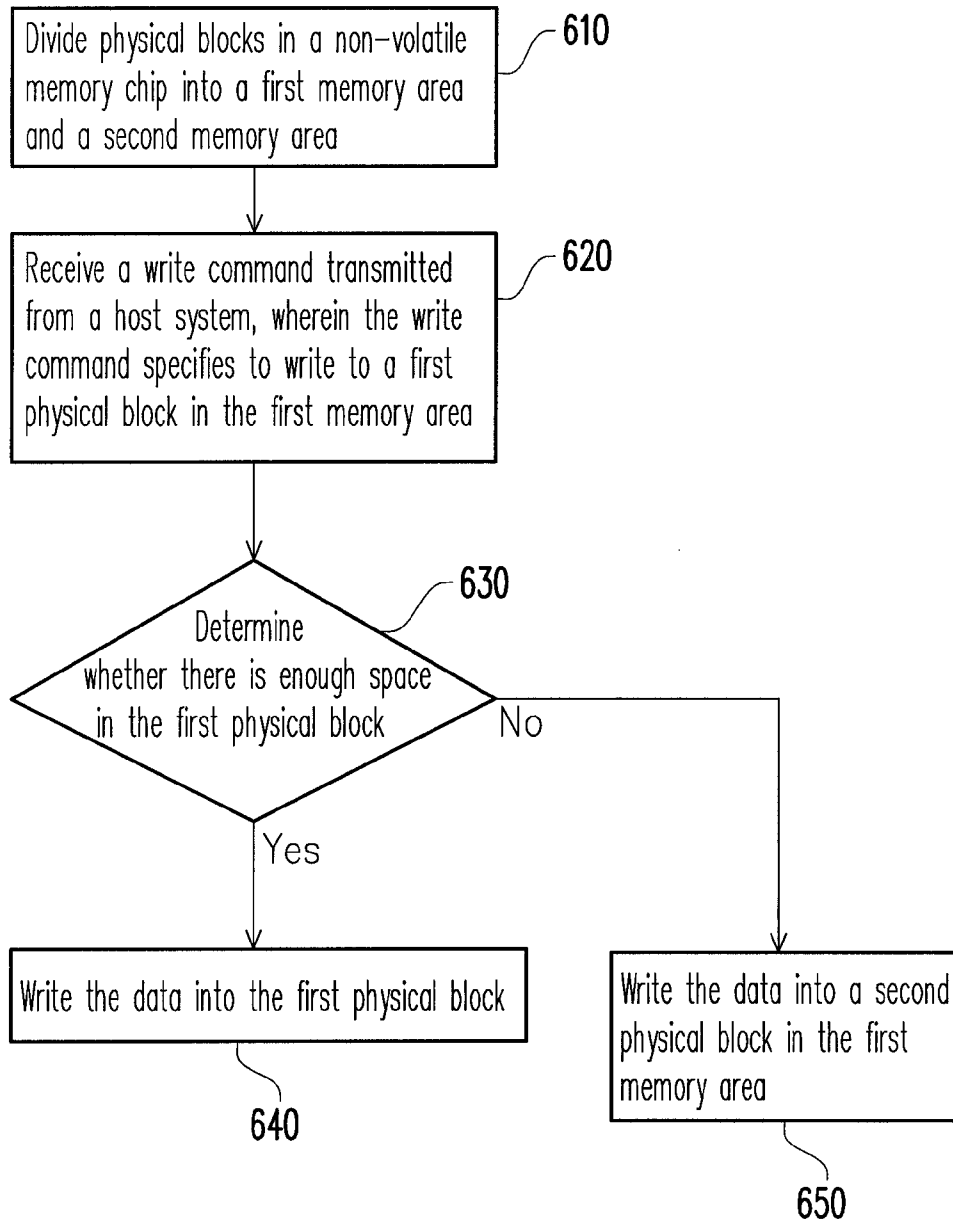 Divide physical blocks in a non-volatile
memory chip into a first memory area
and a second memory area
610
Receive a write command transmitted
from a host system, wherein the write
command specifies to write to a first
physical block in the first memory area
620
630
Determine
whether there is enough space
in the first physical block
No
Yes
Write the data into the first physical block
640
Write the data into a second
physical block in the first
memory area
650